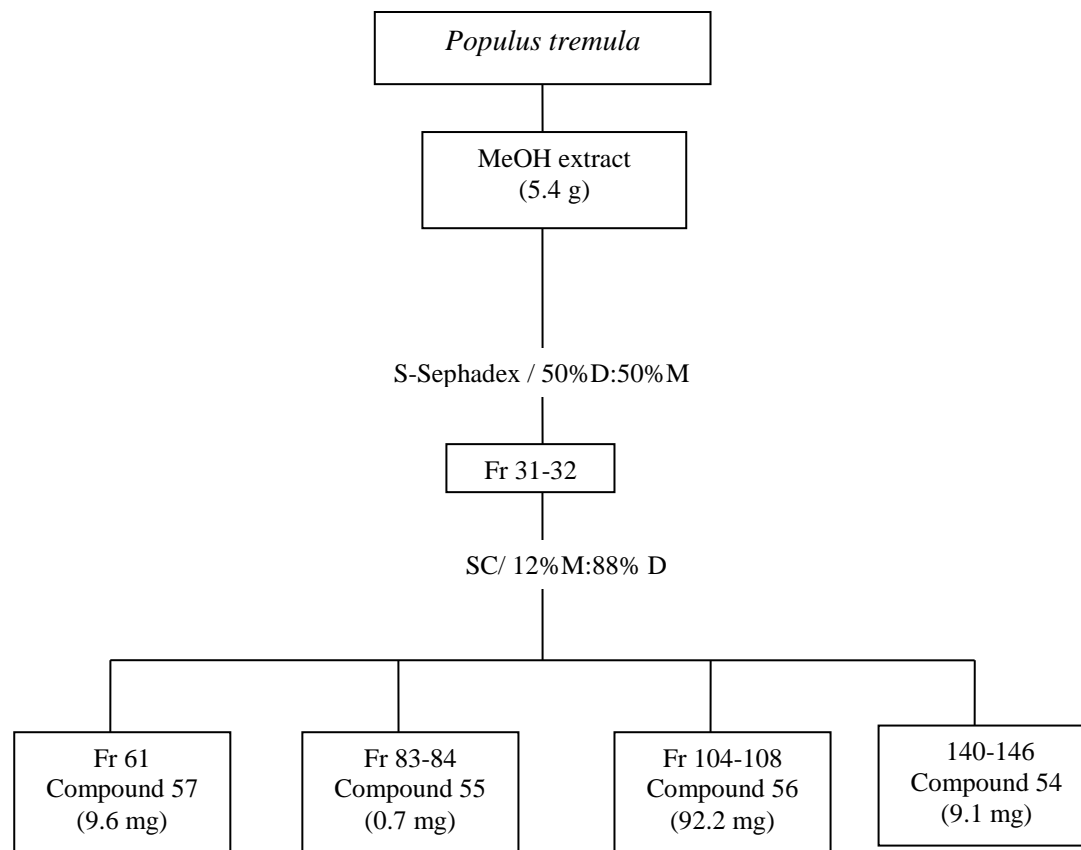 Populus tremula
MeOH extract
(5.4 g)
S-Sephadex / 50%D:50%M
Fr 31-32
SC/ 12%M:88% D
Fr 61
Compound 57
(9.6 mg)
Fr 83-84
Compound 55
(0.7 mg)
Fr 104-108
Compound 56
(92.2 mg)
140-146
Compound 54
(9.1 mg)